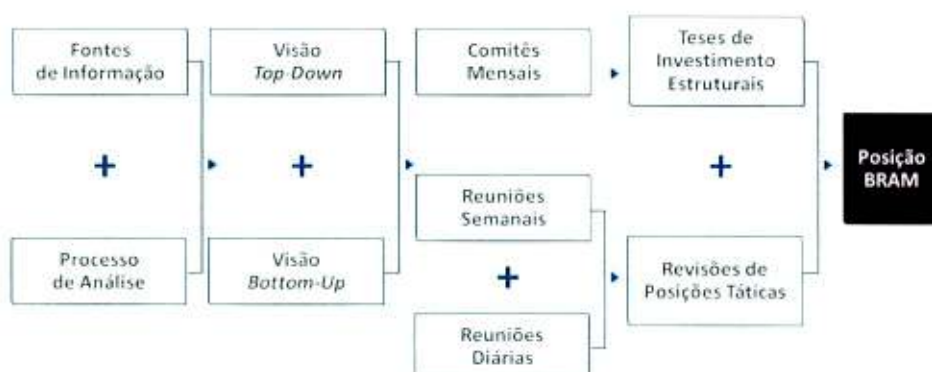 Fontes
de Informação
+
Processo
de Análise
Visão
Top-Down
+
Visão
Bottom-Up
Comitês
Mensais
Reuniões
Semanais
+
Reuniões
Diárias
Teses de
Investimento
Estruturais
+
Revisões de
Posições Táticas
Posição
BRAM